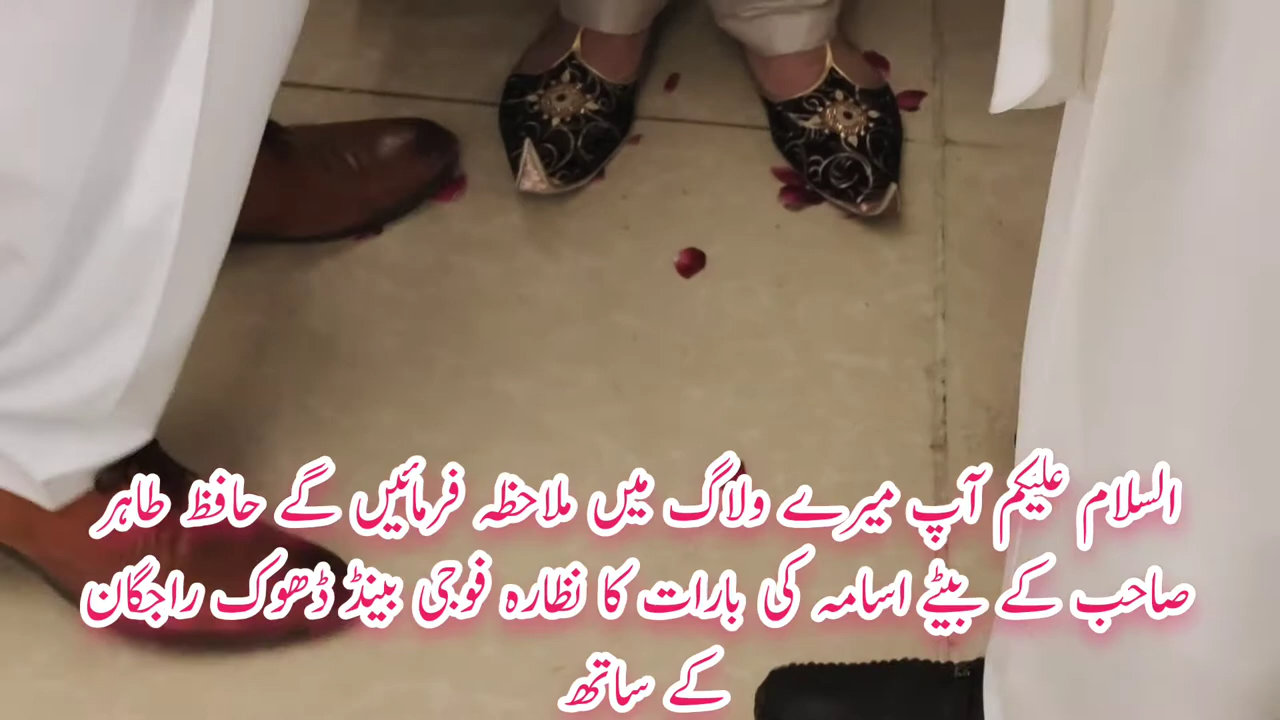 السلام علیکم آپ میرے ولاگ میں ملاحظہ فرمائیں گے حافظ طاہر
صاحب کے بیٹے اسامہ کی بارات کا نظارہ فوجی بینڈ ڈھوک راجگان
کے ساتھ